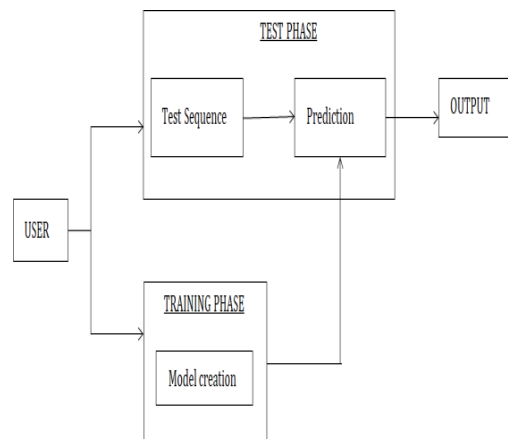 TEST PHASE
Test Sequence
Prediction
OUTPUT
USER
TRAINING PHASE
Model creation